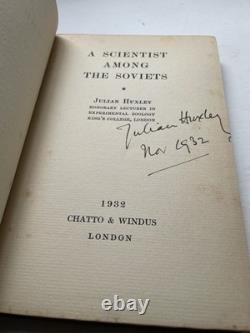 A SCIENTIST
AMONG
THE SOVIETS
JULIAN HUXLEY
HONORARY LECTURER IN
EXPERIMENTAL ZOOLOGY
KING'S COLLEGE, LONDON
Julian Huxley
Nov 1932
1932
CHATTO & WINDUS
LONDON